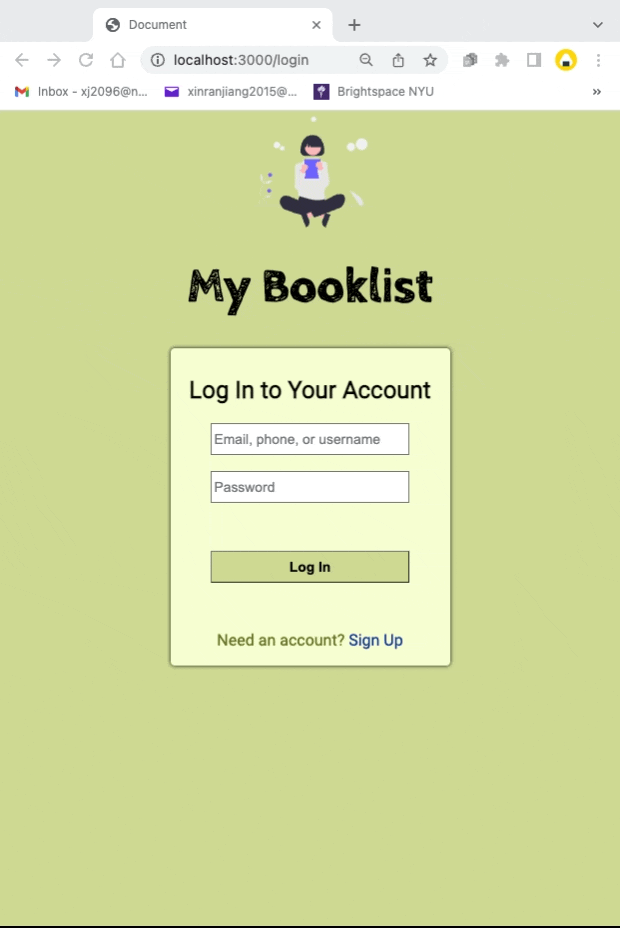 Document
localhost:3000/login
Inbox - xj2096@n... xinranjiang2015@... Brightspace NYU »
My Booklist
Log In to Your Account
Email, phone, or username
Password
Log In
Need an account? Sign Up